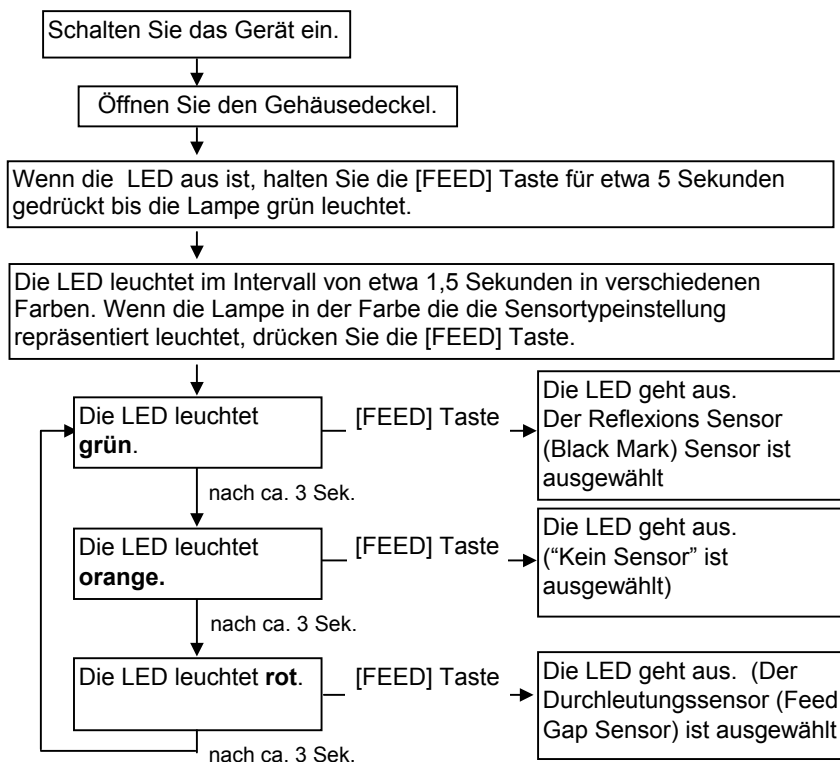 Schalten Sie das Gerät ein.
Öffnen Sie den Gehäusedeckel.
Wenn die LED aus ist, halten Sie die [FEED] Taste für etwa 5 Sekunden
gedrückt bis die Lampe grün leuchtet.
Die LED leuchtet im Intervall von etwa 1,5 Sekunden in verschiedenen
Farben. Wenn die Lampe in der Farbe die die Sensortypeinstellung
repräsentiert leuchtet, drücken Sie die [FEED] Taste.
Die LED leuchtet
grün.
[FEED] Taste
Die LED geht aus.
Der Reflexions Sensor
(Black Mark) Sensor ist
ausgewählt
nach ca. 3 Sek.
Die LED leuchtet
orange.
[FEED] Taste
Die LED geht aus.
(“Kein Sensor” ist
ausgewählt)
nach ca. 3 Sek.
Die LED leuchtet rot.
[FEED] Taste
Die LED geht aus. (Der
Durchleutungssensor (Feed
Gap Sensor) ist ausgewählt
nach ca. 3 Sek.